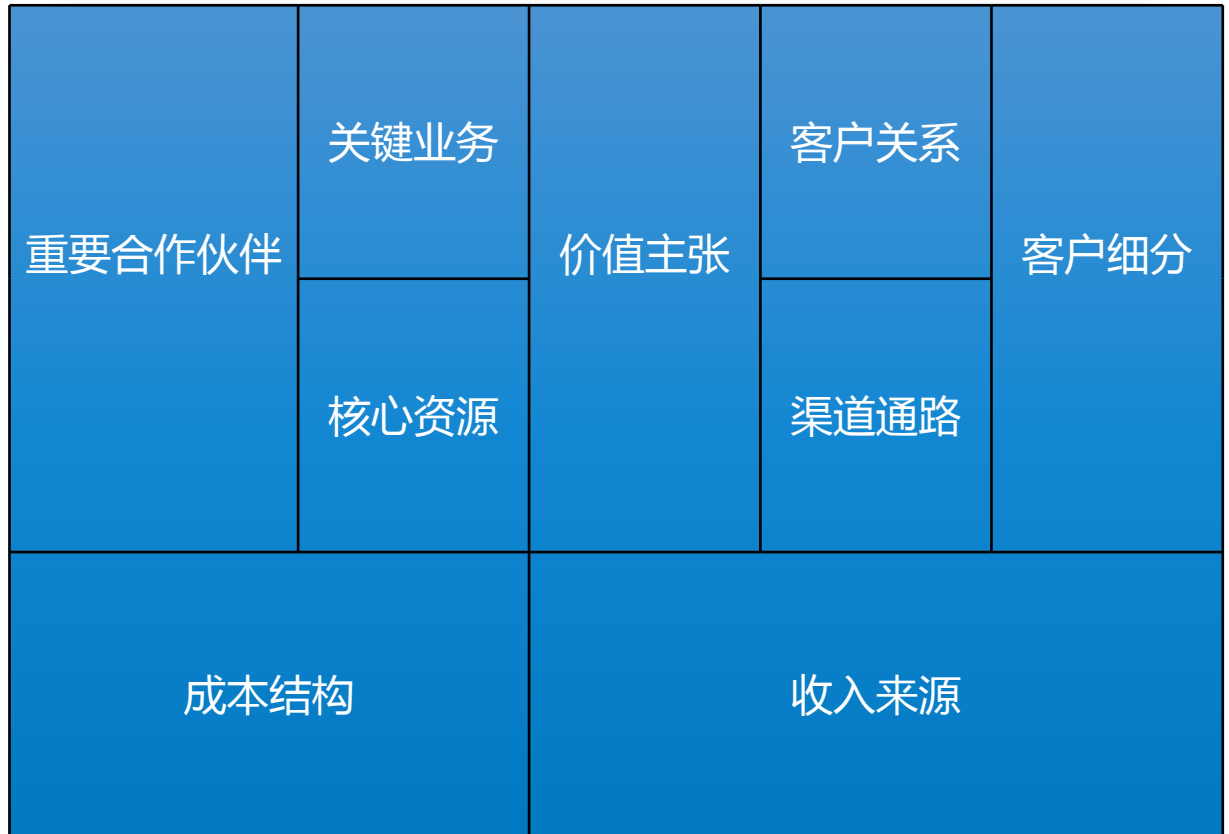 关键业务
客户关系
重要合作伙伴
价值主张
客户细分
核心资源
渠道通路
成本结构
收入来源